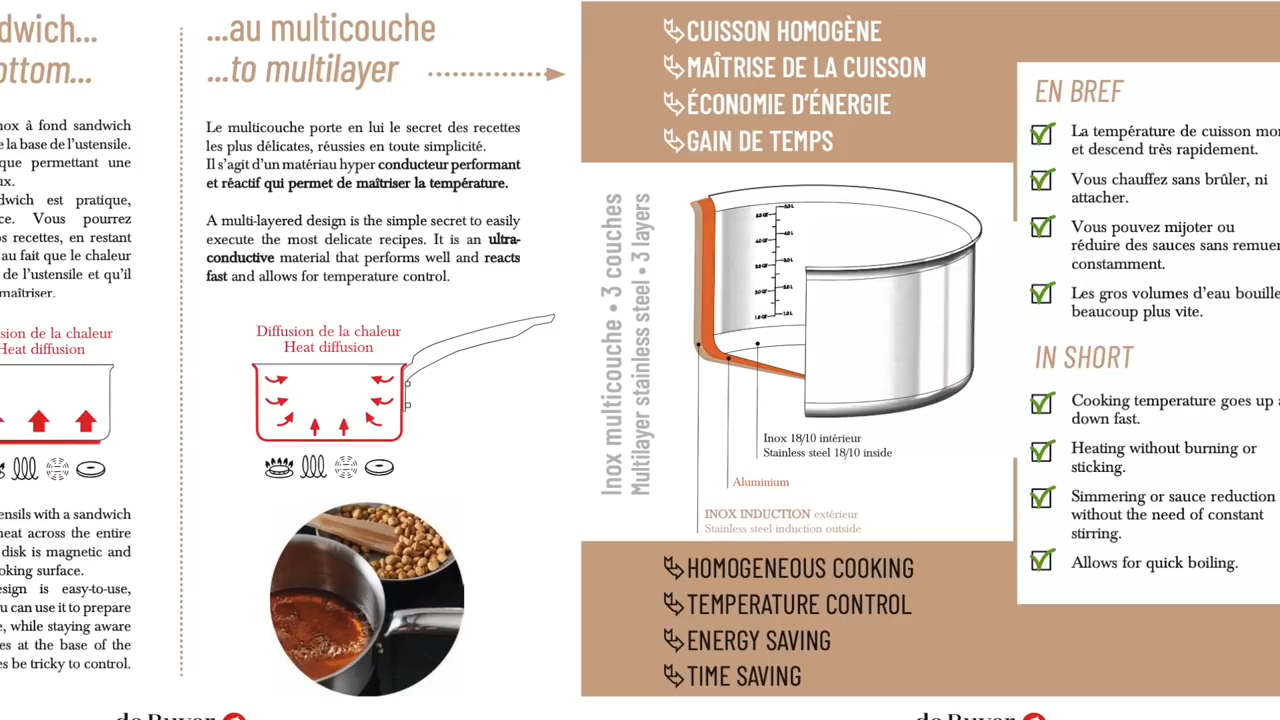 dwich...
ottom...
nox à fond sandwich
e la base de l'ustensile.
que permettant une
ux.
dwich est pratique,
ce. Vous pourrez
os recettes, en restant
au fait que le chaleur
de l'ustensile et qu'il
maîtriser.
sion de la chaleur
Heat diffusion
ensils with a sandwich
heat across the entire
disk is magnetic and
oking surface.
esign is easy-to-use,
u can use it to prepare
e, while staying aware
es at the base of the
es be tricky to control.
...au multicouche
...to multilayer
Le multicouche porte en lui le secret des recettes
les plus délicates, réussies en toute simplicité.
Il s'agit d'un matériau hyper conducteur performant
et réactif qui permet de maîtriser la température.
A multi-layered design is the simple secret to easily
execute the most delicate recipes. It is an ultra-
conductive material that performs well and reacts
fast and allows for temperature control.
Diffusion de la chaleur
Heat diffusion
CUISSON HOMOGÈNE
MAÎTRISE DE LA CUISSON
ÉCONOMIE D'ÉNERGIE
GAIN DE TEMPS
Inox multicouche • 3 couches
Multilayer stainless steel • 3 layers
Inox 18/10 intérieur
Stainless steel 18/10 inside
Aluminium
INOX INDUCTION extérieur
Stainless steel induction outside
HOMOGENEOUS COOKING
TEMPERATURE CONTROL
ENERGY SAVING
TIME SAVING
EN BREF
La température de cuisson mon
et descend très rapidement.
Vous chauffez sans brûler, ni
attacher.
Vous pouvez mijoter ou
réduire des sauces sans remuer
constamment.
Les gros volumes d'eau bouille
beaucoup plus vite.
IN SHORT
Cooking temperature goes up a
down fast.
Heating without burning or
sticking.
Simmering or sauce reduction
without the need of constant
stirring.
Allows for quick boiling.
de Buyer
de Buyer